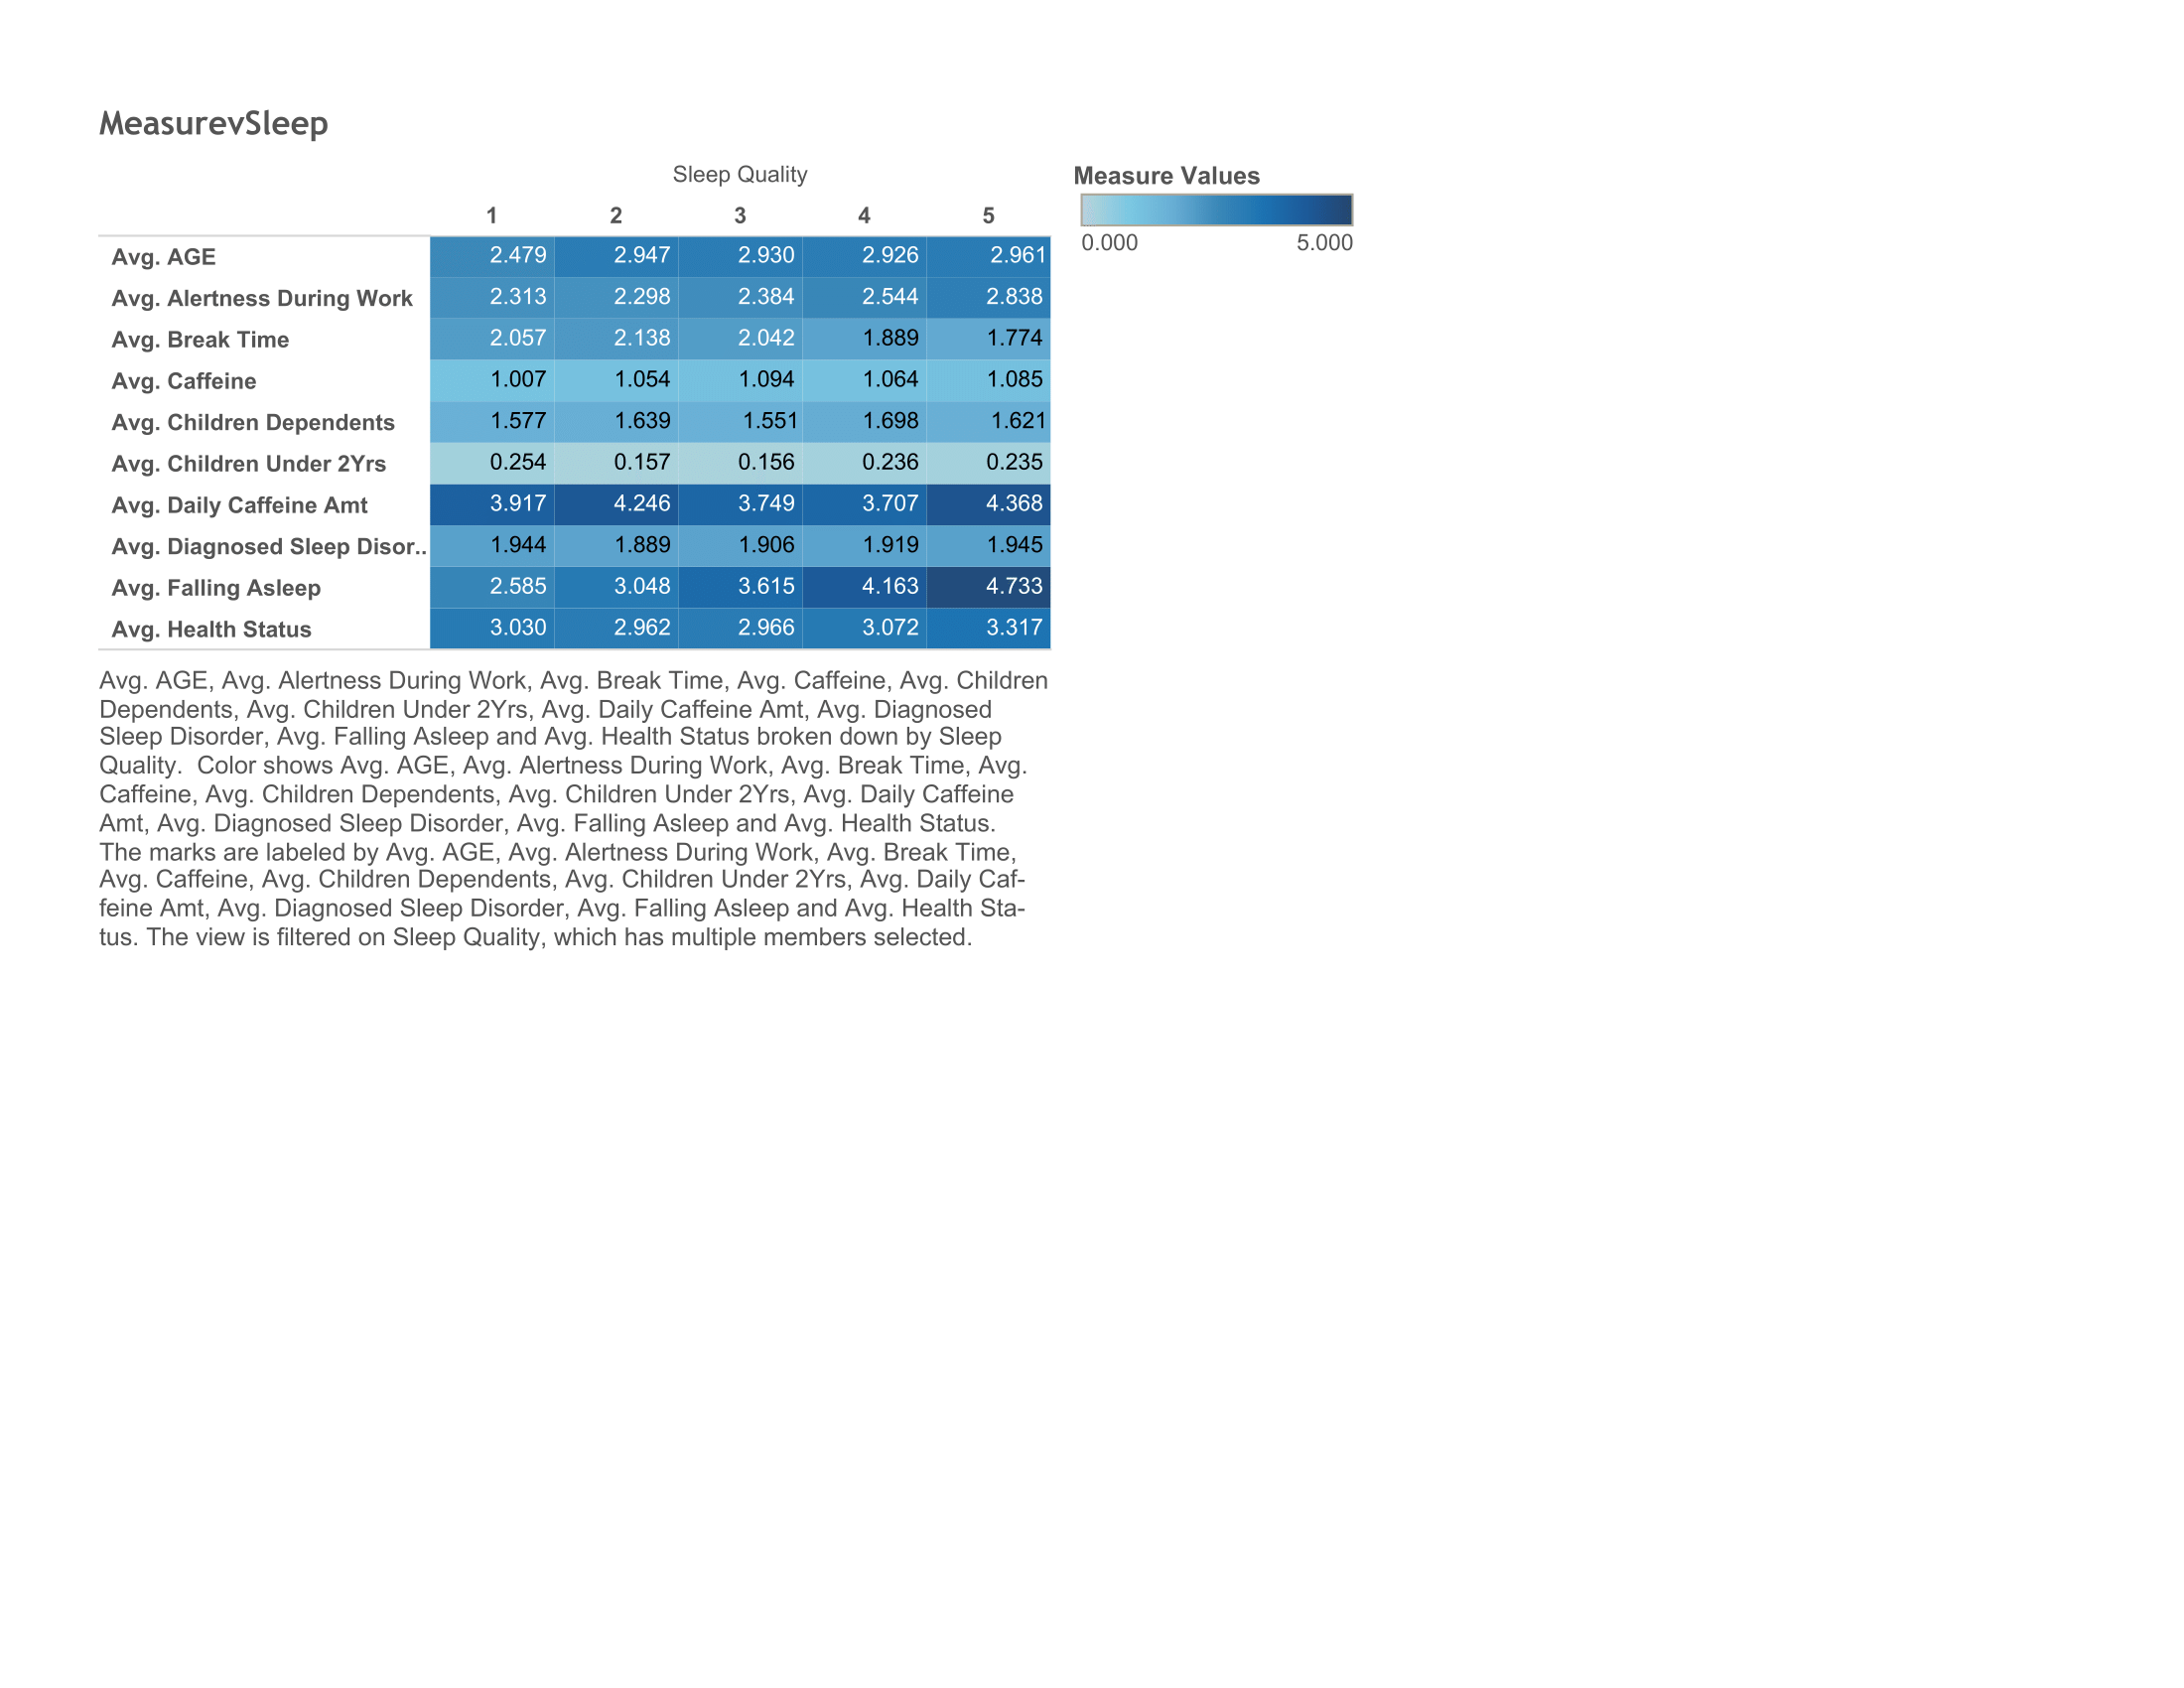 MeasurevSleep
Sleep Quality
Measure Values
1 2 3 4 5
0.000 5.000
Avg. AGE 2.479 2.947 2.930 2.926 2.961
Avg. Alertness During Work 2.313 2.298 2.384 2.544 2.838
Avg. Break Time 2.057 2.138 2.042 1.889 1.774
Avg. Caffeine 1.007 1.054 1.094 1.064 1.085
Avg. Children Dependents 1.577 1.639 1.551 1.698 1.621
Avg. Children Under 2Yrs 0.254 0.157 0.156 0.236 0.235
Avg. Daily Caffeine Amt 3.917 4.246 3.749 3.707 4.368
Avg. Diagnosed Sleep Disor.. 1.944 1.889 1.906 1.919 1.945
Avg. Falling Asleep 2.585 3.048 3.615 4.163 4.733
Avg. Health Status 3.030 2.962 2.966 3.072 3.317
Avg. AGE, Avg. Alertness During Work, Avg. Break Time, Avg. Caffeine, Avg. Children
Dependents, Avg. Children Under 2Yrs, Avg. Daily Caffeine Amt, Avg. Diagnosed
Sleep Disorder, Avg. Falling Asleep and Avg. Health Status broken down by Sleep
Quality.  Color shows Avg. AGE, Avg. Alertness During Work, Avg. Break Time, Avg.
Caffeine, Avg. Children Dependents, Avg. Children Under 2Yrs, Avg. Daily Caffeine
Amt, Avg. Diagnosed Sleep Disorder, Avg. Falling Asleep and Avg. Health Status.
The marks are labeled by Avg. AGE, Avg. Alertness During Work, Avg. Break Time,
Avg. Caffeine, Avg. Children Dependents, Avg. Children Under 2Yrs, Avg. Daily Caf-
feine Amt, Avg. Diagnosed Sleep Disorder, Avg. Falling Asleep and Avg. Health Sta-
tus. The view is filtered on Sleep Quality, which has multiple members selected.